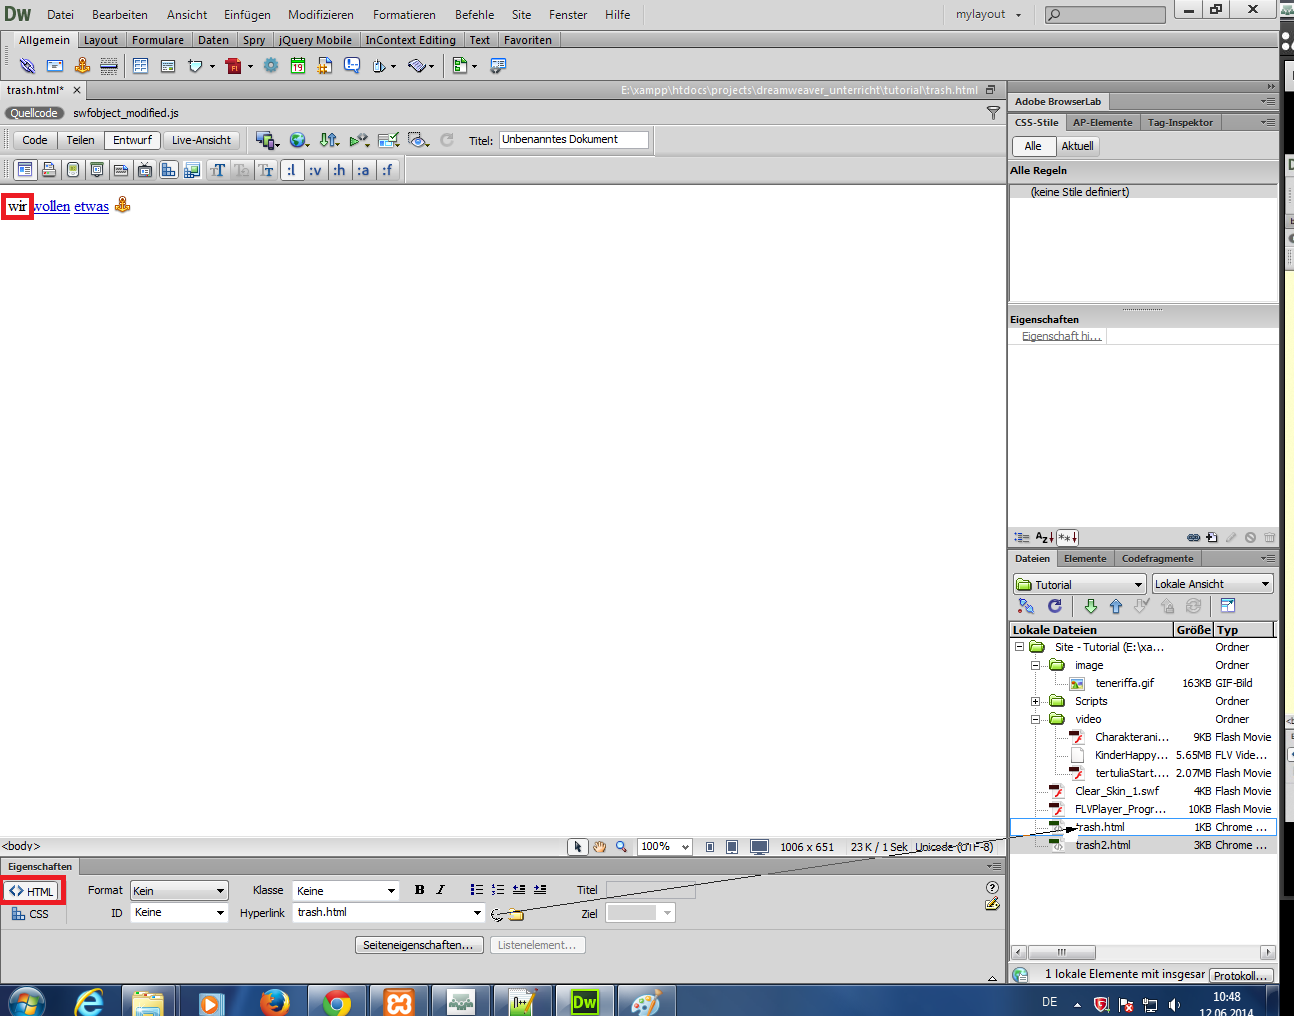 Dw Datei Bearbeiten Ansicht Einfügen Modifizieren Formatieren Befehle Site Fenster Hilfe mylayout
Allgemein Layout Formulare Daten Spry jQuery Mobile InContext Editing Text Favoriten
trash.html* E:\xampp\htdocs\projects\dreamweaver_unterricht\tutorial\trash.html
Quellcode swfobject_modified.js
Code Teilen Entwurf Live-Ansicht Titel: Unbenanntes Dokument
:l :v :h :a :f
wir wollen etwas
Adobe BrowserLab
CSS-Stile AP-Elemente Tag-Inspektor
Alle Aktuell
Alle Regeln
(keine Stile definiert)
Eigenschaften
Eigenschaft hi...
Dateien Elemente Codefragmente
Tutorial Lokale Ansicht
Lokale Dateien Größe Typ
Site - Tutorial (E:\xa... Ordner
image Ordner
teneriffa.gif 163KB GIF-Bild
Scripts Ordner
video Ordner
Charakterani... 9KB Flash Movie
KinderHappy... 5.65MB FLV Vide...
tertuliaStart.... 2.07MB Flash Movie
Clear_Skin_1.swf 4KB Flash Movie
FLVPlayer_Progr... 10KB Flash Movie
trash.html 1KB Chrome ...
trash2.html 3KB Chrome ...
1 lokale Elemente mit insgesar Protokoll...
<body> 100% 1006 x 651 23 K / 1 Sek Unicode (UTF-8)
Eigenschaften
HTML Format Kein Klasse Keine B I Titel
CSS ID Keine Hyperlink trash.html Ziel
Seiteneigenschaften... Listenelement...
DE 10:48
12.06.2014